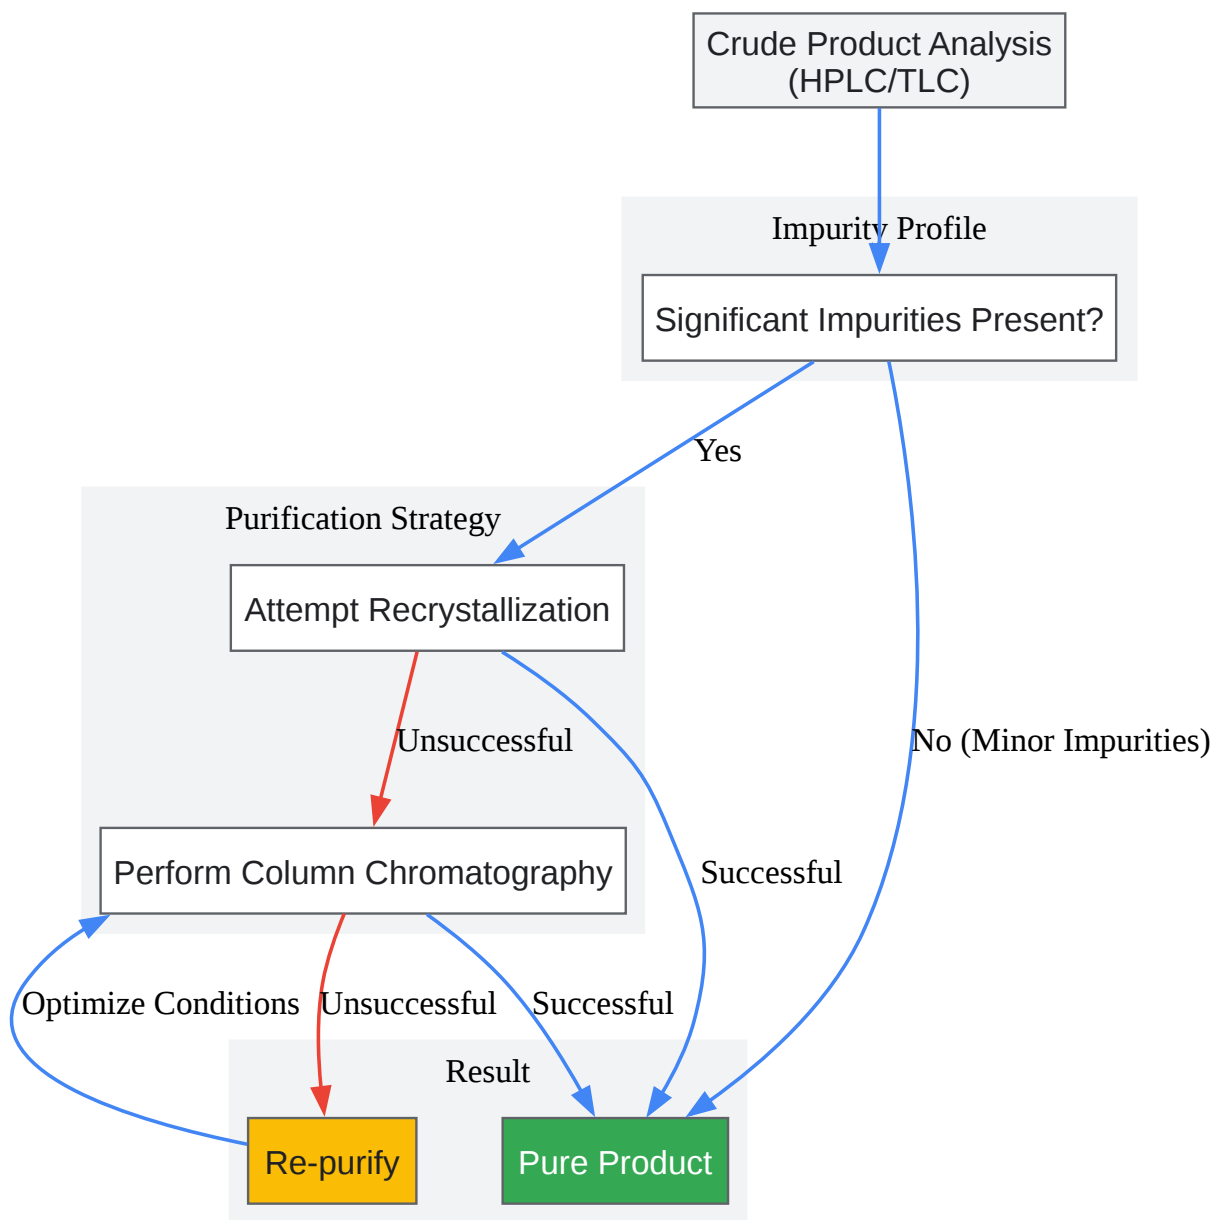 Crude Product Analysis
(HPLC/TLC)
Impurity Profile
Significant Impurities Present?
Yes
Purification Strategy
Attempt Recrystallization
Unsuccessful
No (Minor Impurities)
Perform Column Chromatography
Successful
Optimize Conditions
Unsuccessful
Successful
Result
Re-purify
Pure Product